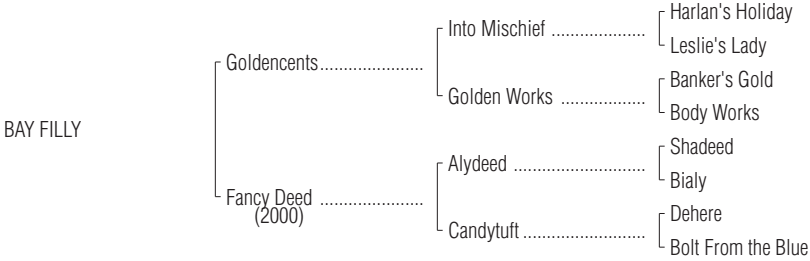 Harlan's Holiday
Into Mischief .....................
Leslie's Lady
Goldencents.......................
Banker's Gold
Golden Works ...................
Body Works
BAY FILLY
Shadeed
Alydeed .............................
Bialy
Fancy Deed .......................
(2000)
Dehere
Candytuft...........................
Bolt From the Blue